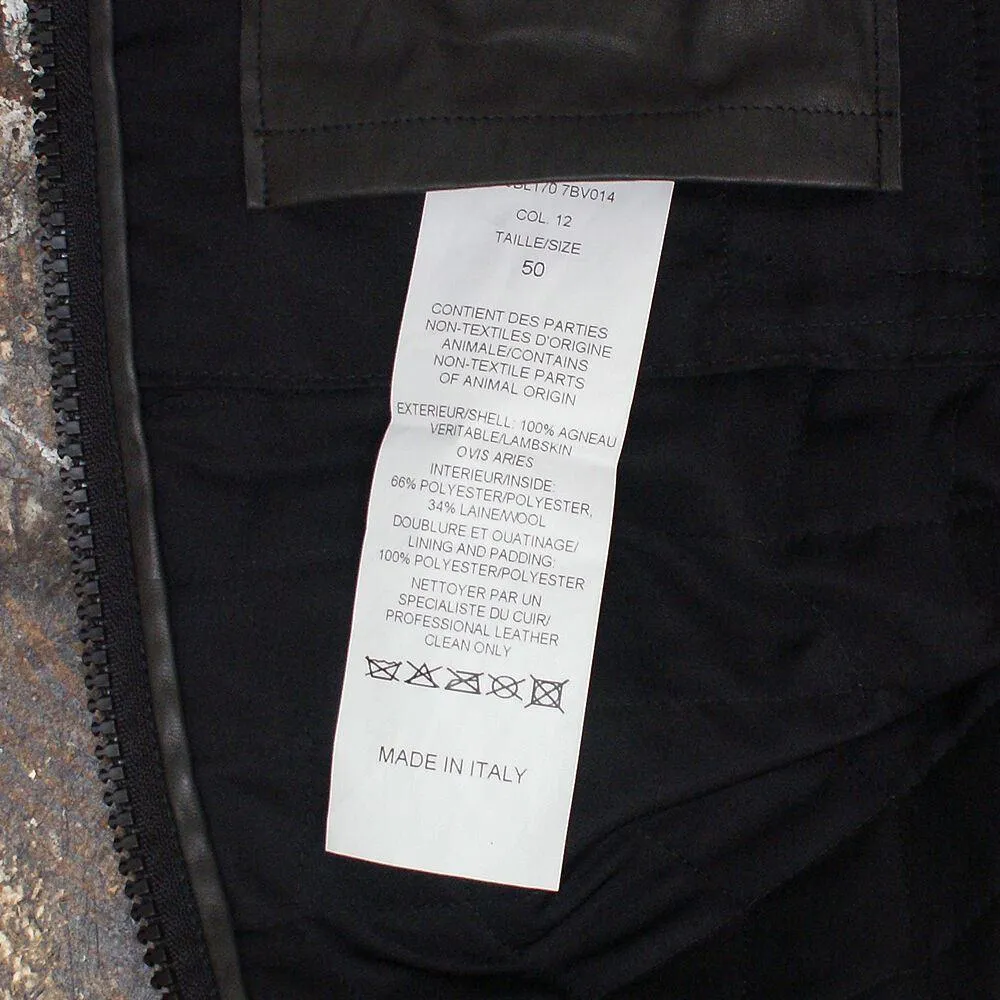 7BV014
COL. 12
TAILLE/SIZE
50
CONTIENT DES PARTIES
NON-TEXTILES D'ORIGINE
ANIMALE/CONTAINS
NON-TEXTILE PARTS
OF ANIMAL ORIGIN
EXTERIEUR/SHELL: 100% AGNEAU
VERITABLE/LAMBSKIN
OVIS ARIES
INTERIEUR/INSIDE:
66% POLYESTER/POLYESTER,
34% LAINE/WOOL
DOUBLURE ET OUATINAGE/
LINING AND PADDING:
100% POLYESTER/POLYESTER
NETTOYER PAR UN
SPECIALISTE DU CUIR/
PROFESSIONAL LEATHER
CLEAN ONLY
MADE IN ITALY